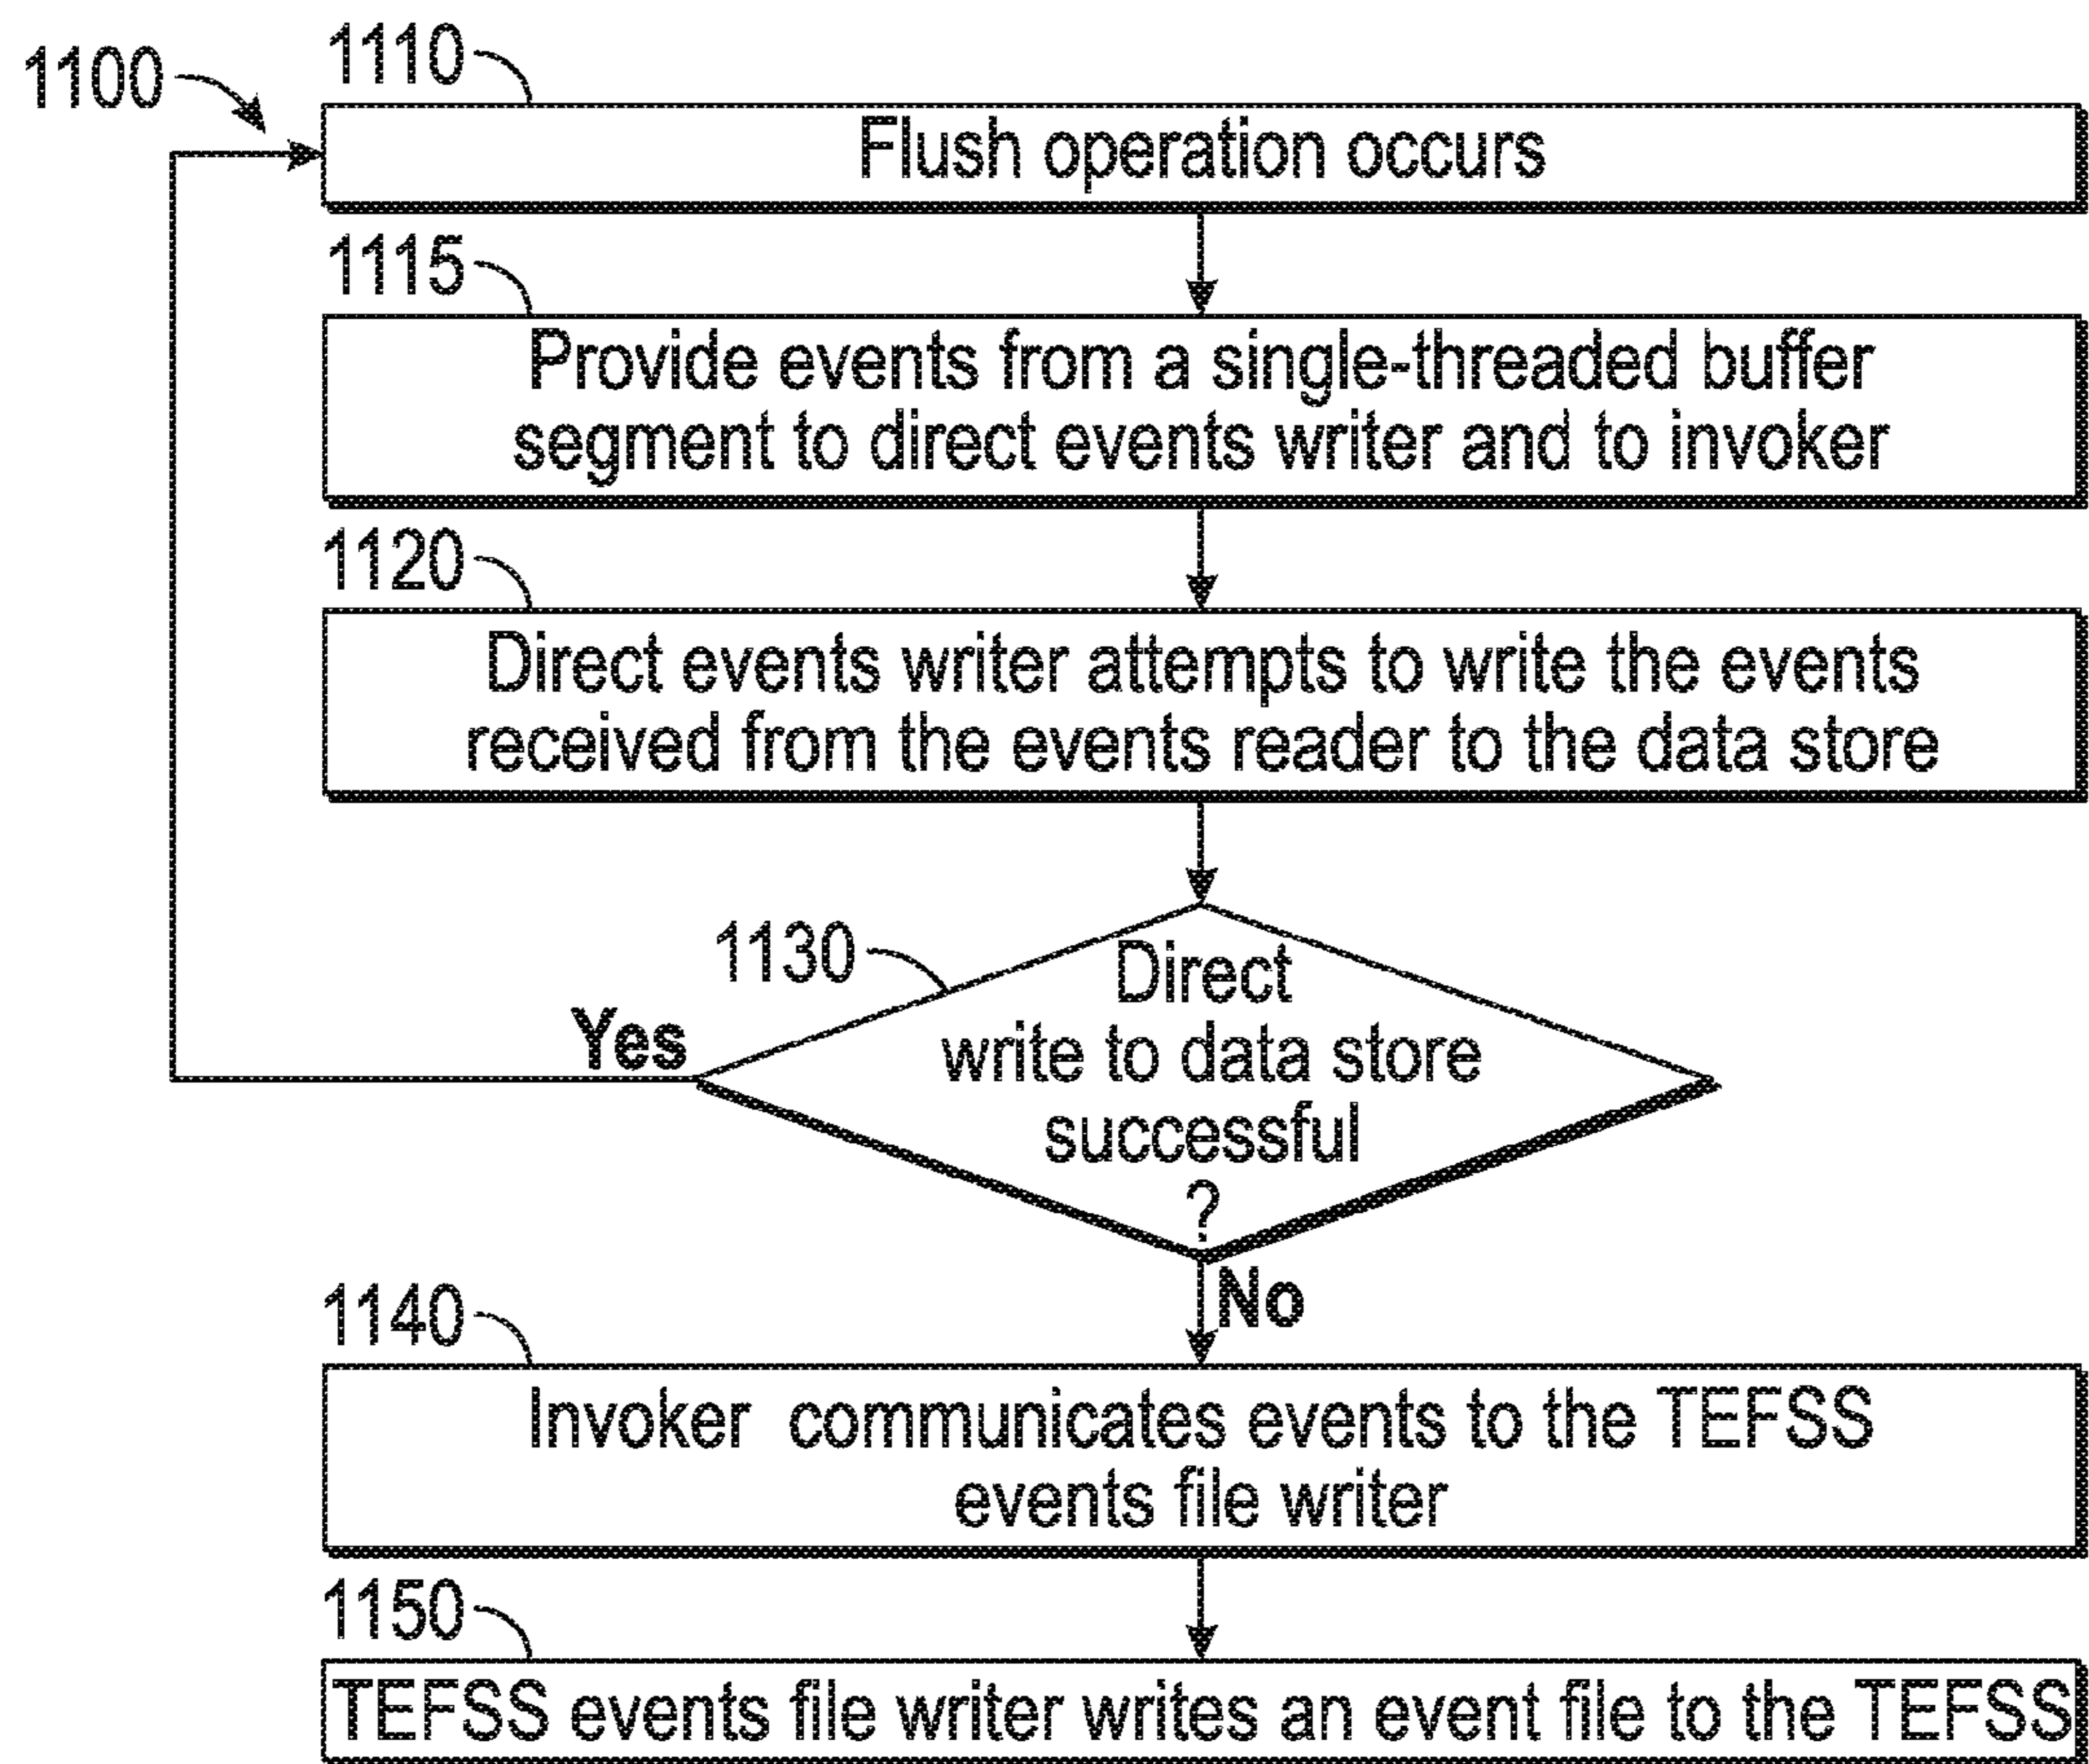 1100
1110
Flush operation occurs
1115
Provide events from a single-threaded buffer
segment to direct events writer and to invoker
1120
Direct events writer attempts to write the events
received from the events reader to the data store
1130
Direct
write to data store
successful
?
Yes
No
1140
Invoker communicates events to the TEFSS
events file writer
1150
TEFSS events file writer writes an event file to the TEFSS